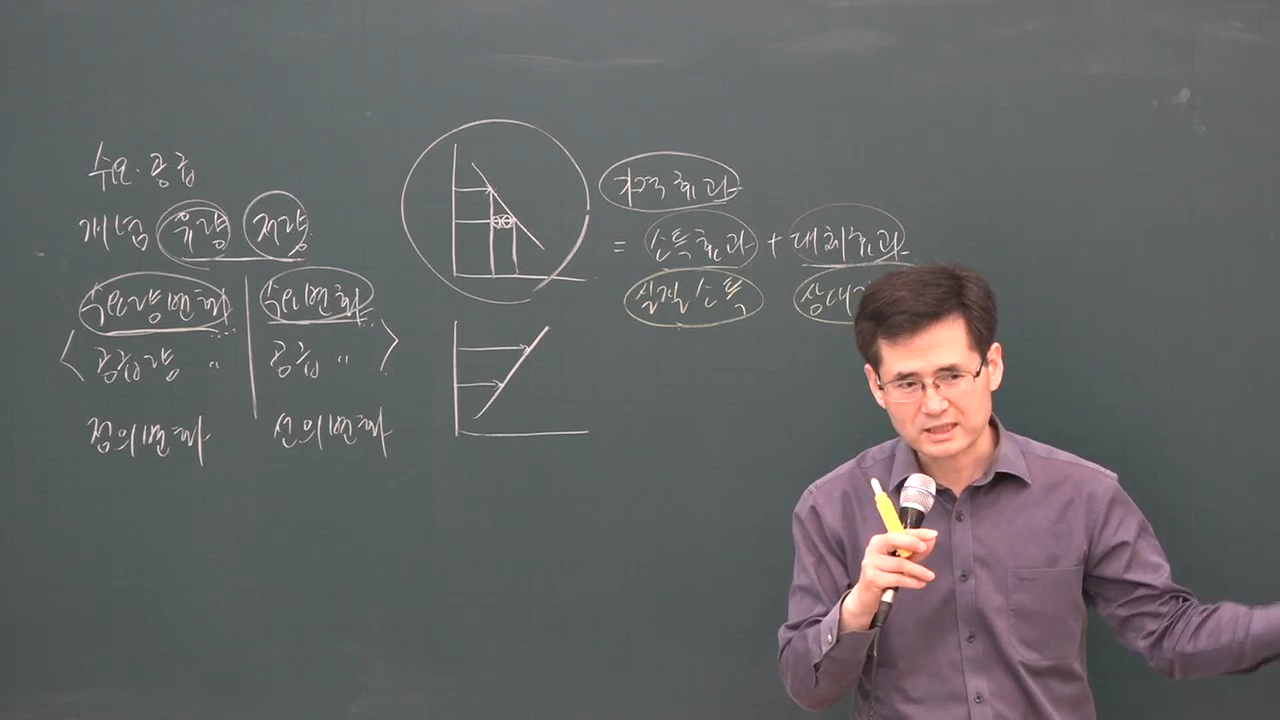 수요·공급
개념 유량 저량
수요량변화 수요변화
공급량 〃 공급 〃
점의변화 선의변화
가격효과
= 소득효과 + 대체효과
실질소득